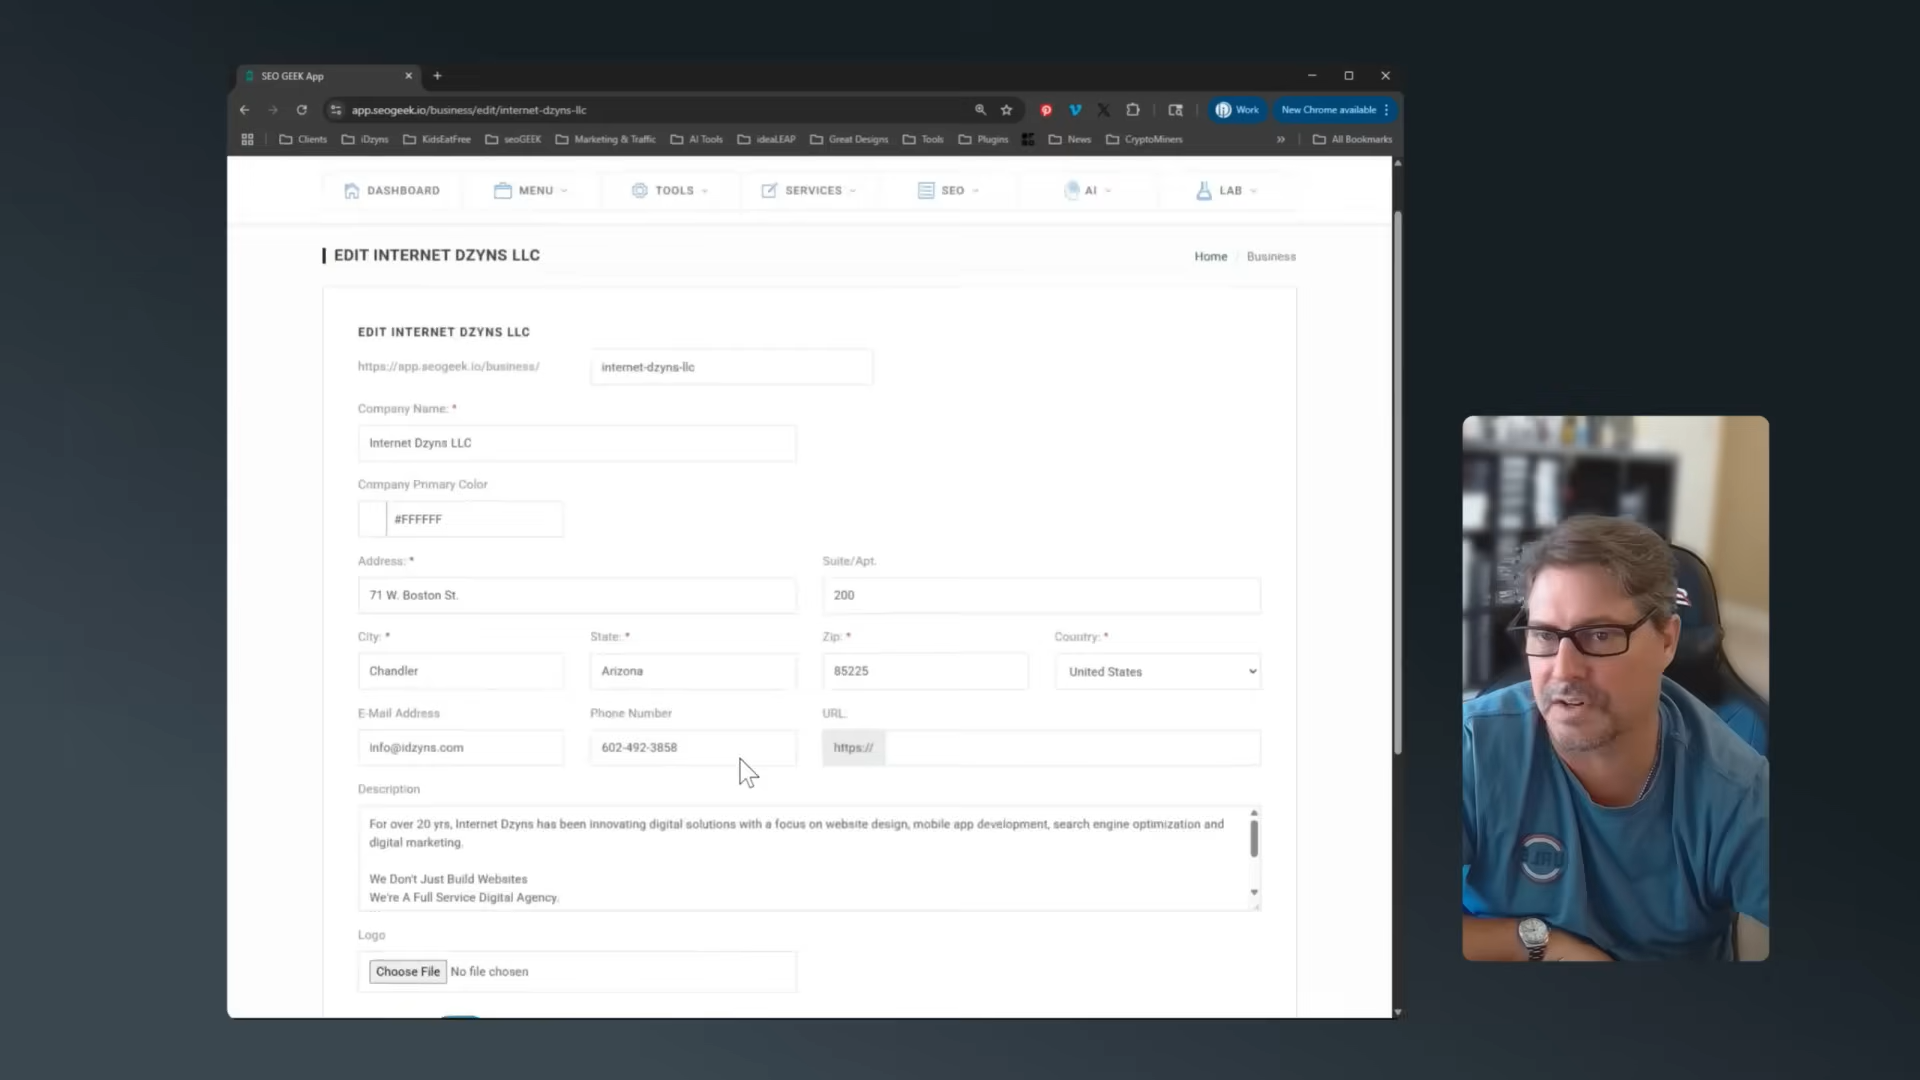 SEO GEEK App
app.seogeek.io/business/edit/internet-dzyns-llc
Work
New Chrome available
Clients
iDzyns
KidsEatFree
seoGEEK
Marketing & Traffic
AI Tools
ideaLEAP
Great Designs
Tools
Plugins
News
CryptoMiners
All Bookmarks
DASHBOARD
MENU
TOOLS
SERVICES
SEO
AI
LAB
EDIT INTERNET DZYNS LLC
Home / Business
EDIT INTERNET DZYNS LLC
https://app.seogeek.io/business/
internet-dzyns-llc
Company Name: *
Internet Dzyns LLC
Company Primary Color
#FFFFFF
Address: *
Suite/Apt.
71 W. Boston St.
200
City: *
State: *
Zip: *
Country: *
Chandler
Arizona
85225
United States
E-Mail Address
Phone Number
URL:
info@idzyns.com
602-492-3858
https://
Description
For over 20 yrs, Internet Dzyns has been innovating digital solutions with a focus on website design, mobile app development, search engine optimization and
digital marketing.
We Don't Just Build Websites
We're A Full Service Digital Agency.
Logo
Choose File No file chosen